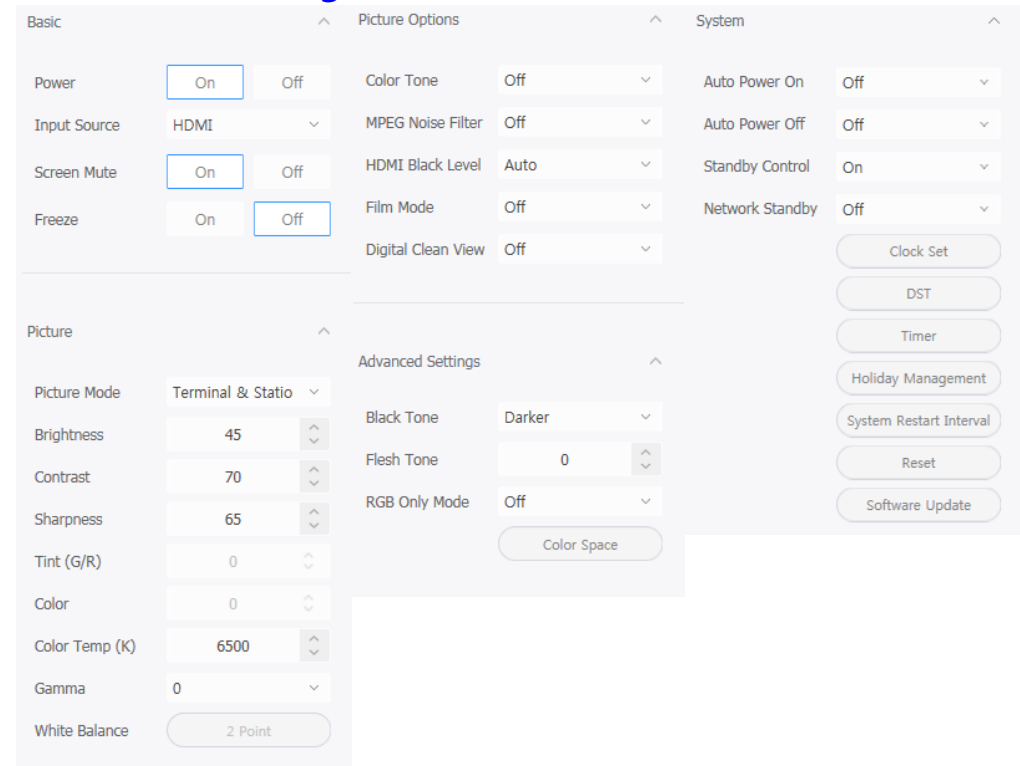 Basic
Power On Off
Input Source HDMI
Screen Mute On Off
Freeze On Off
Picture
Picture Mode Terminal & Statio
Brightness 45
Contrast 70
Sharpness 65
Tint (G/R) 0
Color 0
Color Temp (K) 6500
Gamma 0
White Balance 2 Point
Picture Options
Color Tone Off
MPEG Noise Filter Off
HDMI Black Level Auto
Film Mode Off
Digital Clean View Off
Advanced Settings
Black Tone Darker
Flesh Tone 0
RGB Only Mode Off
Color Space
System
Auto Power On Off
Auto Power Off Off
Standby Control On
Network Standby Off
Clock Set
DST
Timer
Holiday Management
System Restart Interval
Reset
Software Update